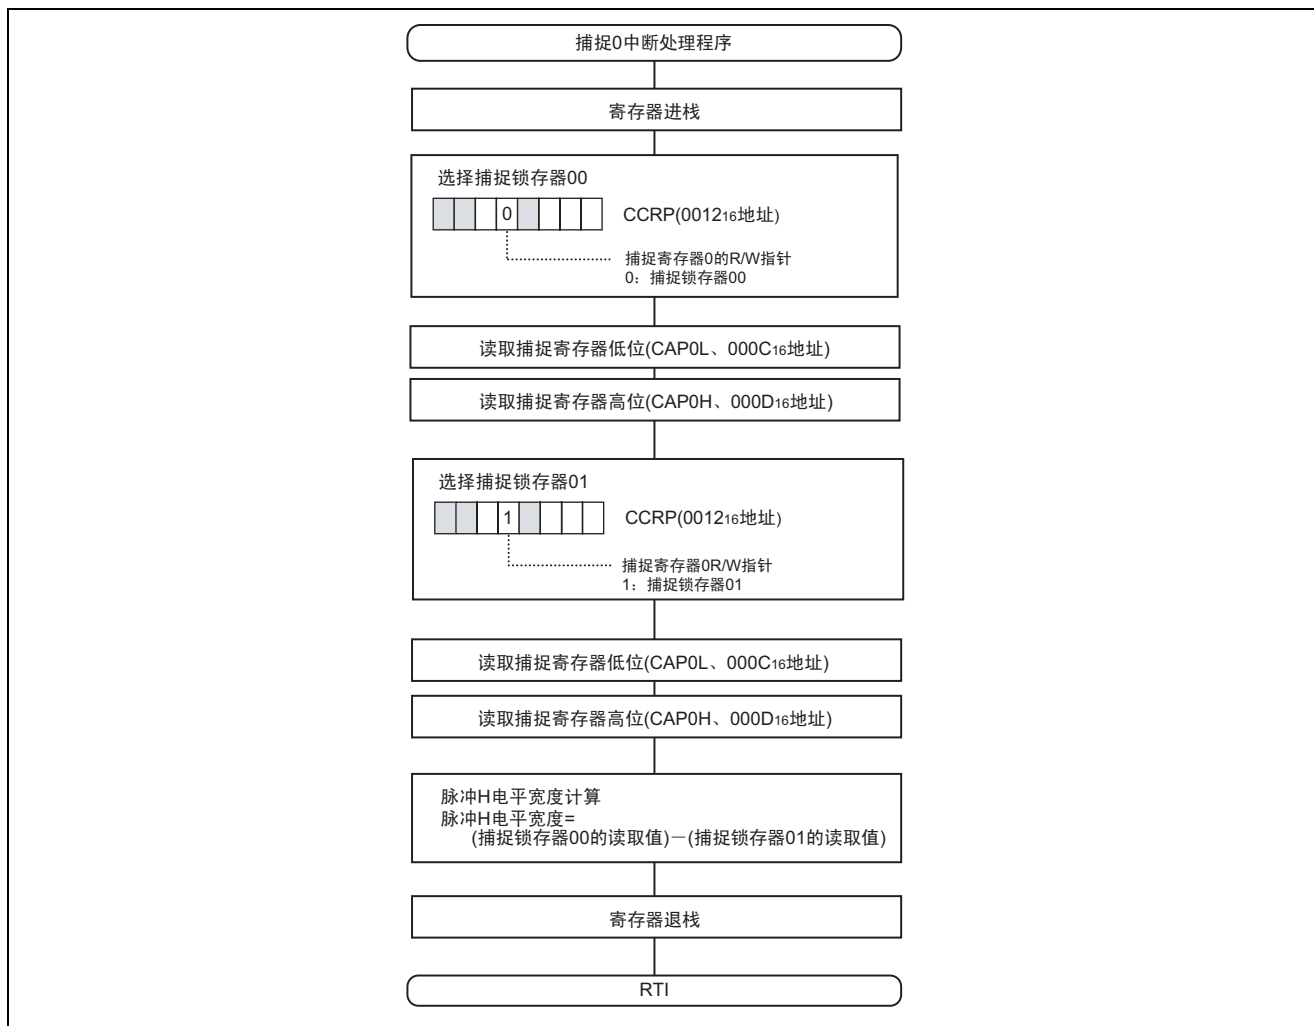 捕捉0中断处理程序
寄存器进栈
选择捕捉锁存器00
0 CCRP(001216地址)
捕捉寄存器0的R/W指针
0：捕捉锁存器00
读取捕捉寄存器低位(CAP0L、000C16地址)
读取捕捉寄存器高位(CAP0H、000D16地址)
选择捕捉锁存器01
1 CCRP(001216地址)
捕捉寄存器0R/W指针
1：捕捉锁存器01
读取捕捉寄存器低位(CAP0L、000C16地址)
读取捕捉寄存器高位(CAP0H、000D16地址)
脉冲H电平宽度计算
脉冲H电平宽度=
(捕捉锁存器00的读取值)－(捕捉锁存器01的读取值)
寄存器退栈
RTI